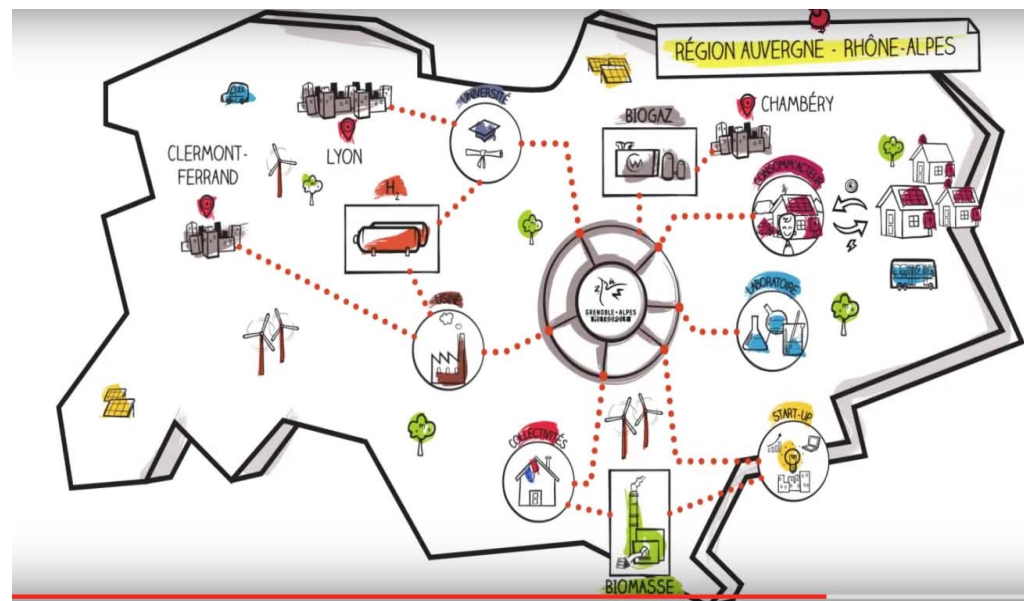 RÉGION AUVERGNE - RHÔNE-ALPES
UNIVERSITÉ
BIOGAZ
CHAMBÉRY
LYON
CLERMONT-
FERRAND
H2
CONSOMM'ACTEUR
USINE
GRENOBLE-ALPES
MÉTROPOLE
LABORATOIRE
COLLECTIVITÉS
START-UP
BIOMASSE